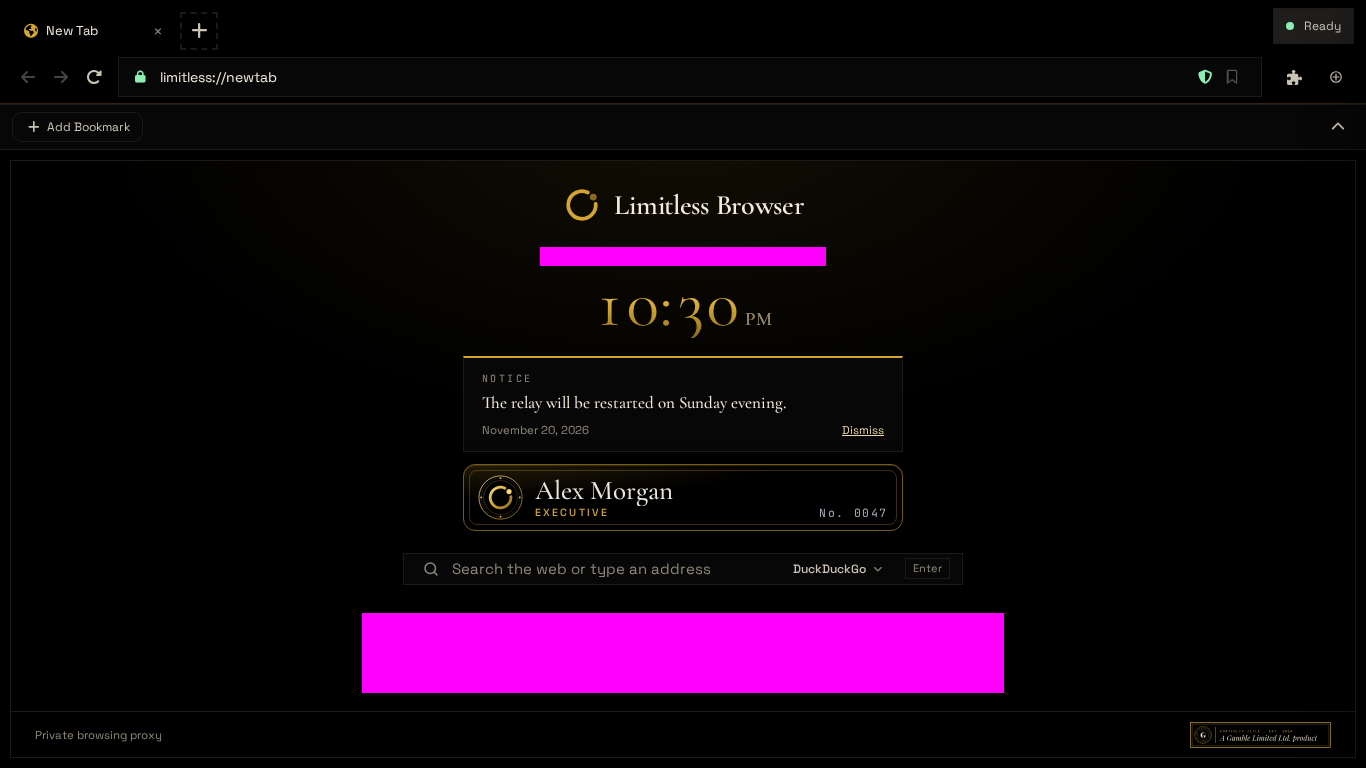 New Tab
Ready
limitless://newtab
Add Bookmark
Limitless Browser
10:30 PM
NOTICE
The relay will be restarted on Sunday evening.
November 20, 2026
Dismiss
Alex Morgan
EXECUTIVE
No. 0047
Search the web or type an address
DuckDuckGo
Enter
Private browsing proxy
G
A Gamble Limited Ltd. product